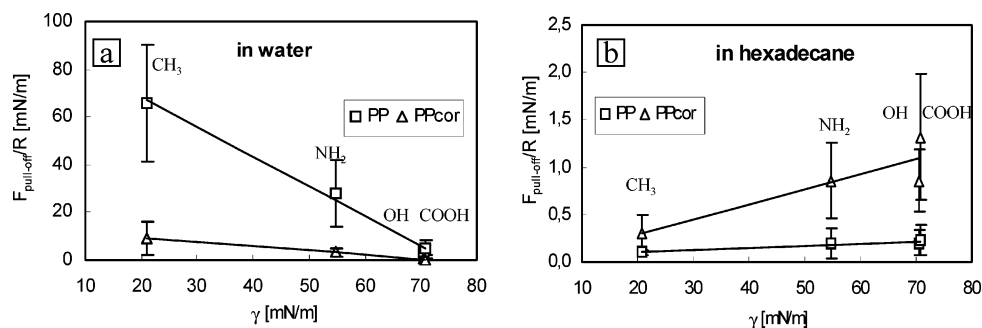 a
in water
F pull-off/R [mN/m]
100
80
60
40
20
0
CH3
NH2
OH COOH
PP PPcor
10 20 30 40 50 60 70 80
γ [mN/m]
b
in hexadecane
F pull-off/R [mN/m]
2,5
2,0
1,5
1,0
0,5
0,0
PP PPcor
CH3
NH2
OH COOH
10 20 30 40 50 60 70 80
γ [mN/m]